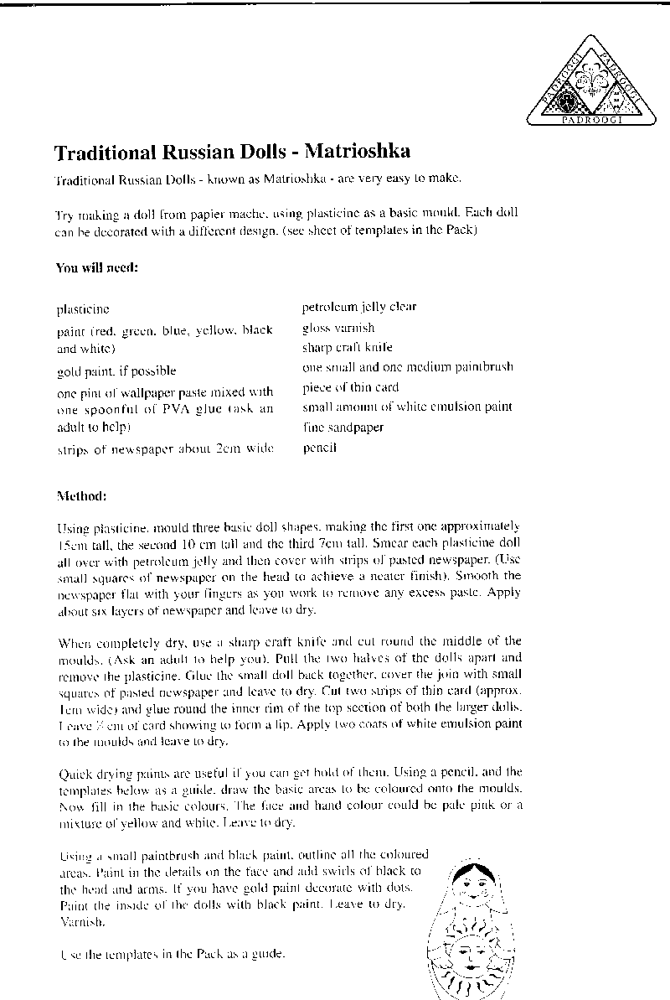 PADROOGI
PADROOGI
PADROOGI
Traditional Russian Dolls - Matrioshka
Traditional Russian Dolls - known as Matrioshka - are very easy to make.
Try making a doll from papier mache, using plasticine as a basic mould. Each doll
can be decorated with a different design. (see sheet of templates in the Pack)
You will need:
plasticine
paint (red, green, blue, yellow, black
and white)
gold paint, if possible
one pint of wallpaper paste mixed with
one spoonful of PVA glue (ask an
adult to help)
strips of newspaper about 2cm wide
petroleum jelly clear
gloss varnish
sharp craft knife
one small and one medium paintbrush
piece of thin card
small amount of white emulsion paint
fine sandpaper
pencil
Method:
Using plasticine, mould three basic doll shapes, making the first one approximately
15cm tall, the second 10 cm tall and the third 7cm tall. Smear each plasticine doll
all over with petroleum jelly and then cover with strips of pasted newspaper. (Use
small squares of newspaper on the head to achieve a neater finish). Smooth the
newspaper flat with your fingers as you work to remove any excess paste. Apply
about six layers of newspaper and leave to dry.
When completely dry, use a sharp craft knife and cut round the middle of the
moulds. (Ask an adult to help you). Pull the two halves of the dolls apart and
remove the plasticine. Glue the small doll back together, cover the join with small
squares of pasted newspaper and leave to dry. Cut two strips of thin card (approx.
1cm wide) and glue round the inner rim of the top section of both the larger dolls.
Leave cm of card showing to form a lip. Apply two coats of white emulsion paint
to the moulds and leave to dry.
Quick drying paints are useful if you can get hold of them. Using a pencil, and the
templates below as a guide, draw the basic areas to be coloured onto the moulds.
Now fill in the basic colours. The face and hand colour could be pale pink or a
mixture of yellow and white. Leave to dry.
Using a small paintbrush and black paint, outline all the coloured
areas. Paint in the details on the face and add swirls of black to
the head and arms. If you have gold paint decorate with dots.
Paint the inside of the dolls with black paint. Leave to dry.
Varnish.
Use the templates in the Pack as a guide.